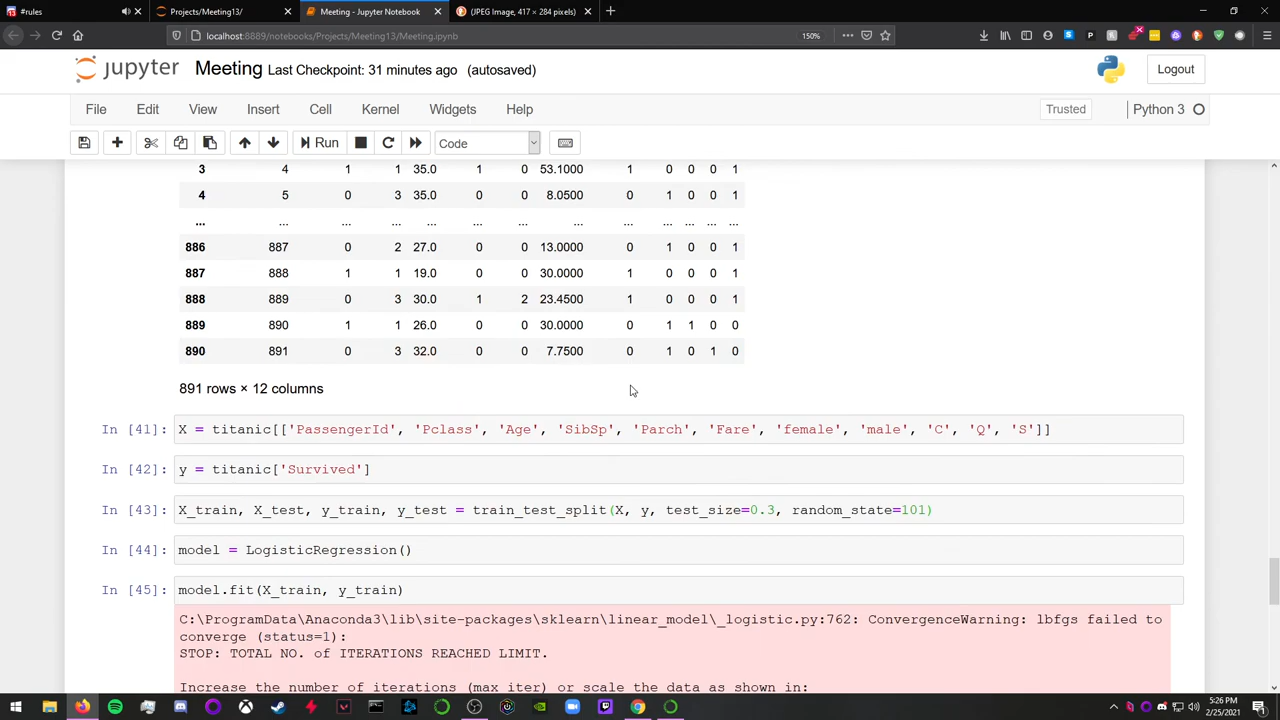 #rules
Projects/Meeting13/
Meeting - Jupyter Notebook
(JPEG Image, 417 × 284 pixels)
localhost:8889/notebooks/Projects/Meeting13/Meeting.ipynb
150%
jupyter Meeting Last Checkpoint: 31 minutes ago (autosaved)
Logout
File Edit View Insert Cell Kernel Widgets Help
Trusted
Python 3
Run
Code
3 4 1 1 35.0 1 0 53.1000 1 0 0 0 1
4 5 0 3 35.0 0 0 8.0500 0 1 0 0 1
... ... ... ... ... ... ... ... ... ... ... ... ...
886 887 0 2 27.0 0 0 13.0000 0 1 0 0 1
887 888 1 1 19.0 0 0 30.0000 1 0 0 0 1
888 889 0 3 30.0 1 2 23.4500 1 0 0 0 1
889 890 1 1 26.0 0 0 30.0000 0 1 1 0 0
890 891 0 3 32.0 0 0 7.7500 0 1 0 1 0
891 rows × 12 columns
In [41]: X = titanic[['PassengerId', 'Pclass', 'Age', 'SibSp', 'Parch', 'Fare', 'female', 'male', 'C', 'Q', 'S']]
In [42]: y = titanic['Survived']
In [43]: X_train, X_test, y_train, y_test = train_test_split(X, y, test_size=0.3, random_state=101)
In [44]: model = LogisticRegression()
In [45]: model.fit(X_train, y_train)
C:\ProgramData\Anaconda3\lib\site-packages\sklearn\linear_model\_logistic.py:762: ConvergenceWarning: lbfgs failed to
converge (status=1):
STOP: TOTAL NO. of ITERATIONS REACHED LIMIT.
Increase the number of iterations (max_iter) or scale the data as shown in:
5:26 PM
2/25/2021